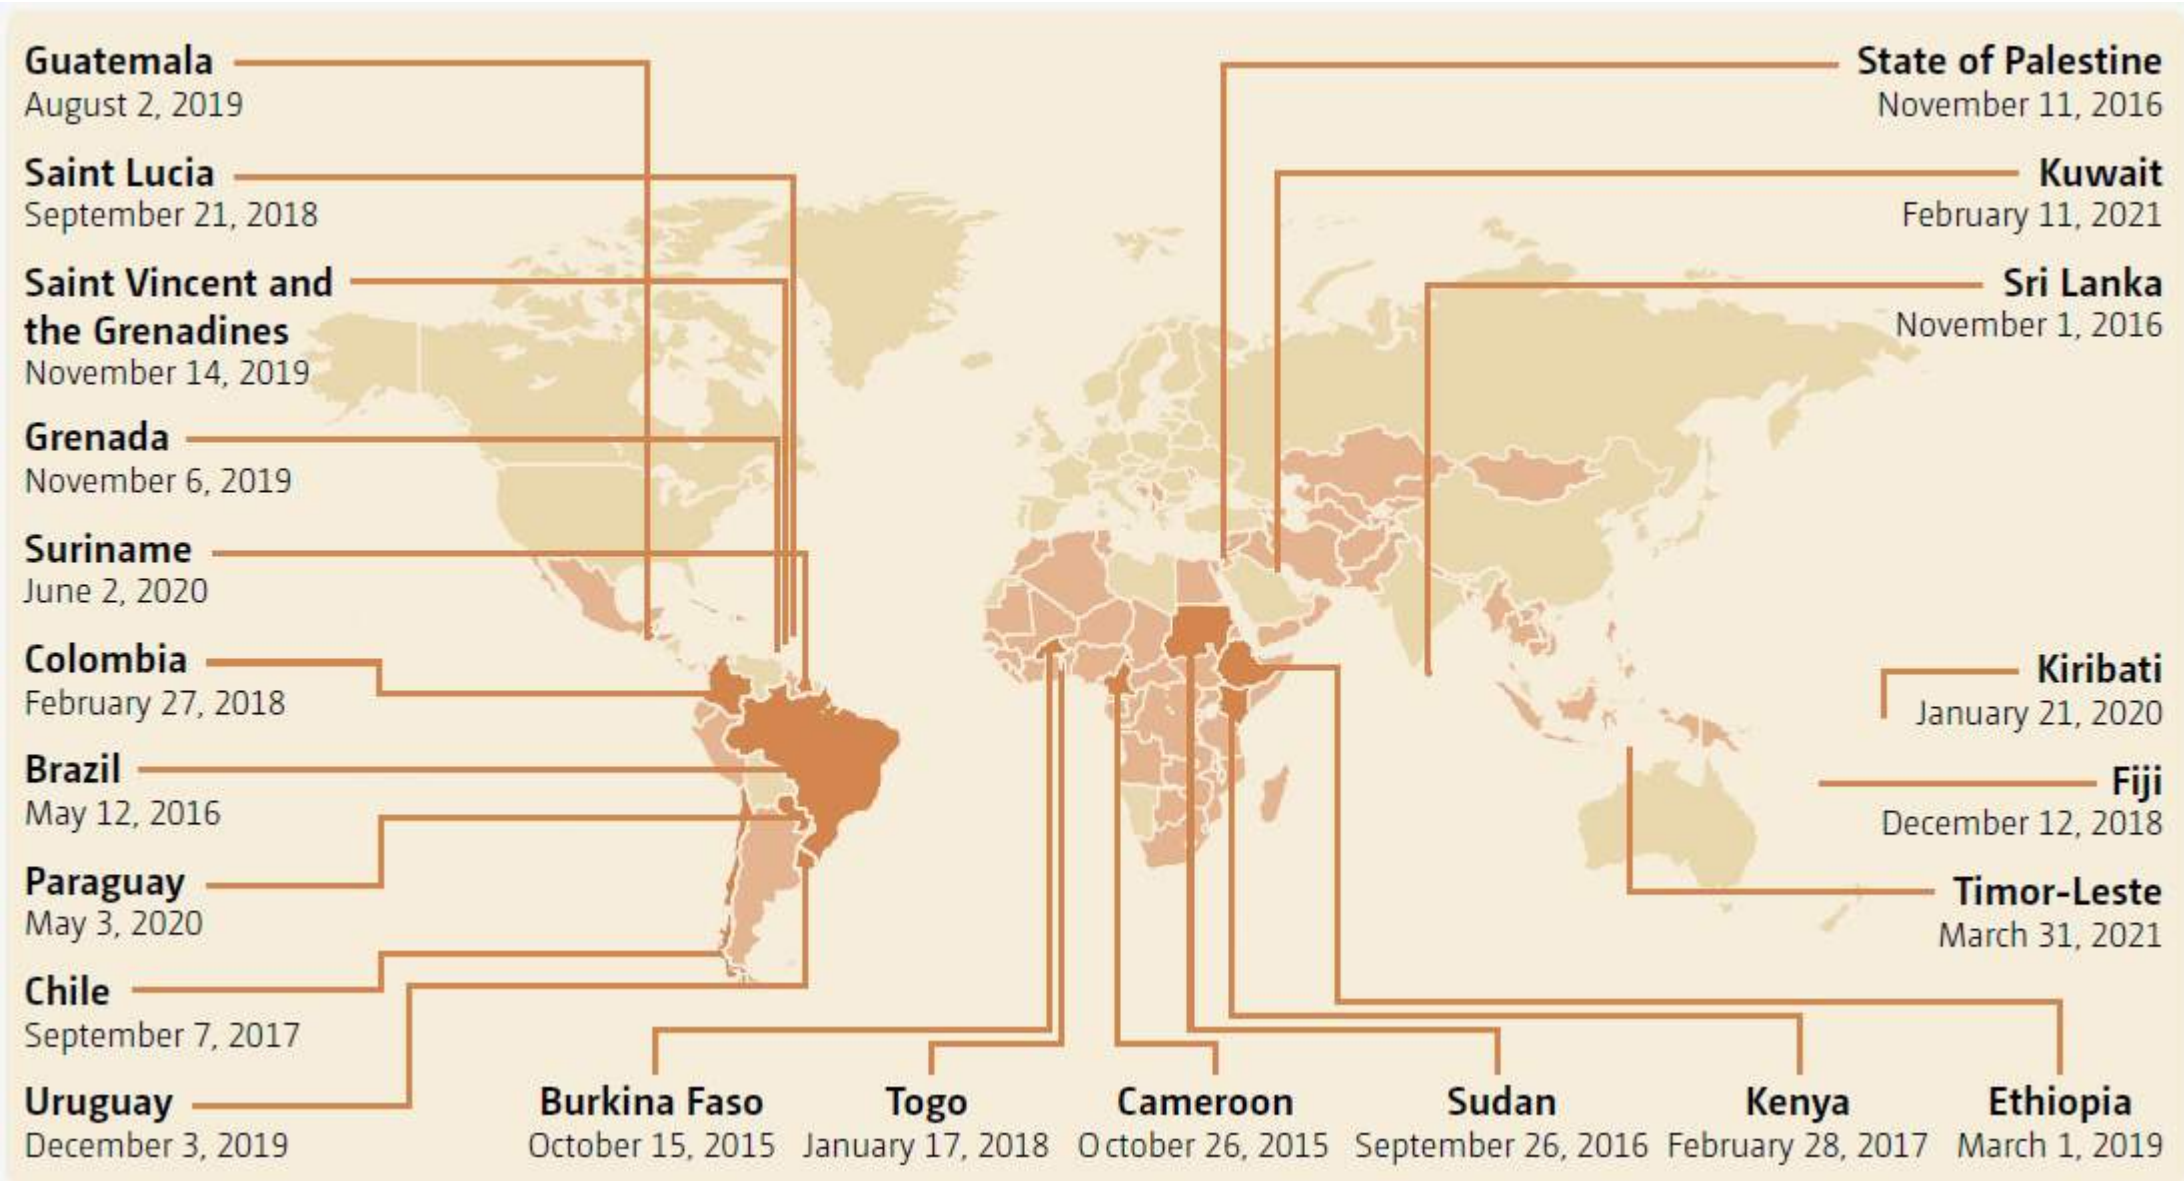 Guatemala
August 2, 2019
Saint Lucia
September 21, 2018
Saint Vincent and
the Grenadines
November 14, 2019
Grenada
November 6, 2019
Suriname
June 2, 2020
Colombia
February 27, 2018
Brazil
May 12, 2016
Paraguay
May 3, 2020
Chile
September 7, 2017
Uruguay
December 3, 2019
Burkina Faso
October 15, 2015
Togo
January 17, 2018
Cameroon
October 26, 2015
Sudan
September 26, 2016
Kenya
February 28, 2017
Ethiopia
March 1, 2019
State of Palestine
November 11, 2016
Kuwait
February 11, 2021
Sri Lanka
November 1, 2016
Kiribati
January 21, 2020
Fiji
December 12, 2018
Timor-Leste
March 31, 2021